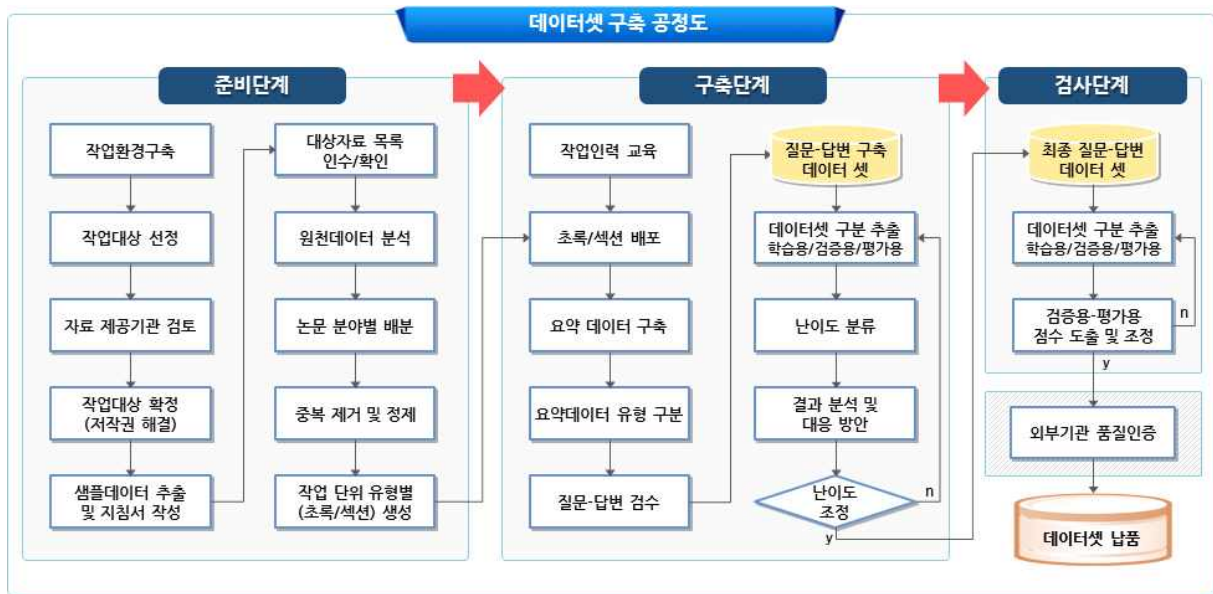 데이터셋 구축 공정도
준비단계
작업환경구축
작업대상 선정
자료 제공기관 검토
작업대상 확정
(저작권 해결)
샘플데이터 추출
및 지침서 작성
대상자료 목록
인수/확인
원천데이터 분석
논문 분야별 배분
중복 제거 및 정제
작업 단위 유형별
(초록/섹션) 생성
구축단계
작업인력 교육
초록/섹션 배포
요약 데이터 구축
요약데이터 유형 구분
질문-답변 검수
질문-답변 구축
데이터 셋
데이터셋 구분 추출
학습용/검증용/평가용
난이도 분류
결과 분석 및
대응 방안
난이도
조정
n
y
검사단계
최종 질문-답변
데이터 셋
데이터셋 구분 추출
학습용/검증용/평가용
검증용-평가용
점수 도출 및 조정
n
y
외부기관 품질인증
데이터셋 납품